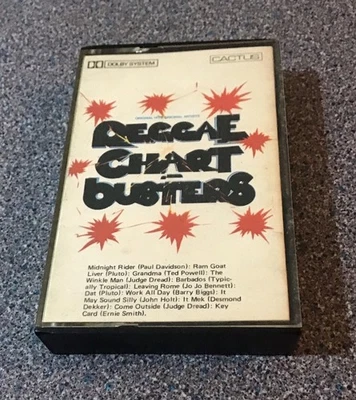 DOLBY SYSTEM
CACTUS
ORIGINAL HITS ORIGINAL ARTISTS
REGGAE
CHART
bUSTERS
Midnight Rider (Paul Davidson): Ram Goat
Liver (Pluto): Grandma (Ted Powell): The
Winkle Man (Judge Dread): Barbados (Typic-
ally Tropical): Leaving Rome (Jo Jo Bennett):
Dat (Pluto): Work All Day (Barry Biggs): It
May Sound Silly (John Holt): It Mek (Desmond
Dekker): Come Outside (Judge Dread): Key
Card (Ernie Smith).